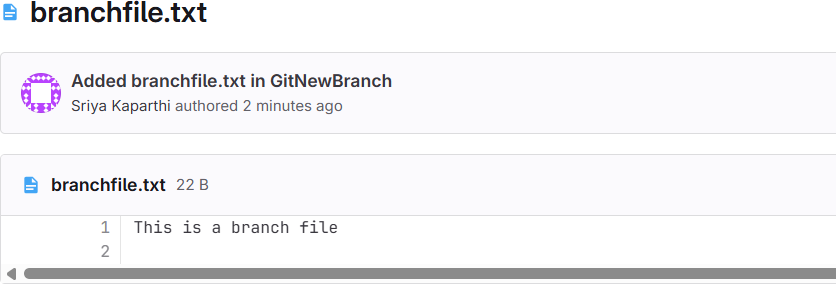 branchfile.txt
Added branchfile.txt in GitNewBranch
Sriya Kaparthi authored 2 minutes ago
branchfile.txt 22 B
1 This is a branch file
2